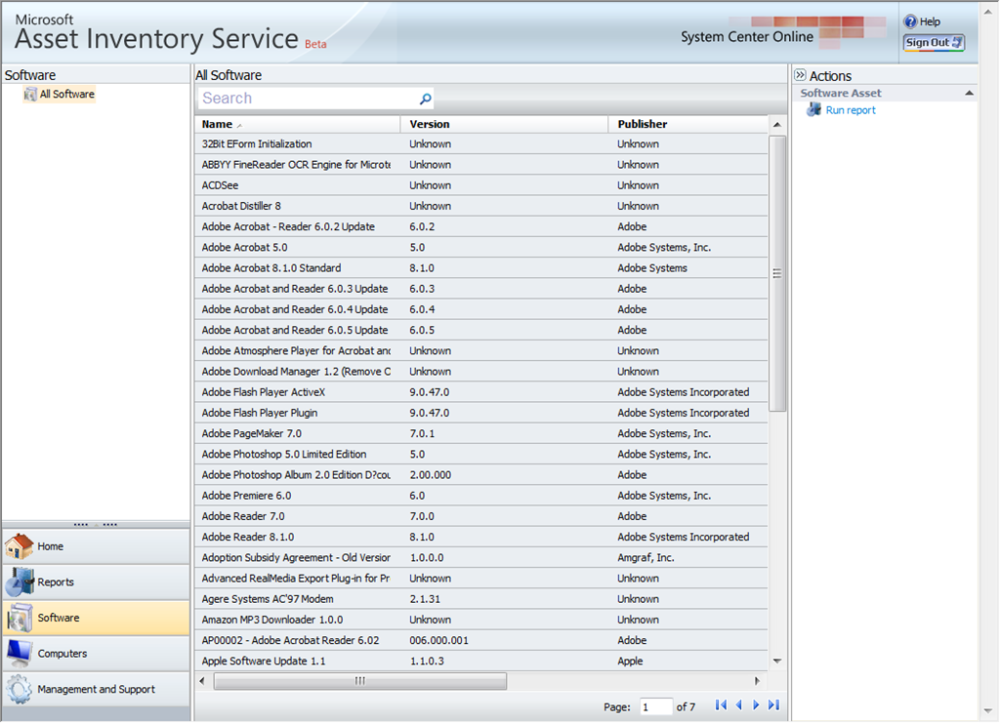 Microsoft
Asset Inventory Service Beta
System Center Online
Help
Sign Out
Software
All Software
All Software
Search
Actions
Software Asset
Run report
Name Version Publisher
32Bit EForm Initialization Unknown Unknown
ABBYY FineReader OCR Engine for Microte Unknown Unknown
ACDSee Unknown Unknown
Acrobat Distiller 8 Unknown Unknown
Adobe Acrobat - Reader 6.0.2 Update 6.0.2 Adobe
Adobe Acrobat 5.0 5.0 Adobe Systems, Inc.
Adobe Acrobat 8.1.0 Standard 8.1.0 Adobe Systems
Adobe Acrobat and Reader 6.0.3 Update 6.0.3 Adobe
Adobe Acrobat and Reader 6.0.4 Update 6.0.4 Adobe
Adobe Acrobat and Reader 6.0.5 Update 6.0.5 Adobe
Adobe Atmosphere Player for Acrobat and Unknown Unknown
Adobe Download Manager 1.2 (Remove O Unknown Unknown
Adobe Flash Player ActiveX 9.0.47.0 Adobe Systems Incorporated
Adobe Flash Player Plugin 9.0.47.0 Adobe Systems Incorporated
Adobe PageMaker 7.0 7.0.1 Adobe Systems, Inc.
Adobe Photoshop 5.0 Limited Edition 5.0 Adobe Systems, Inc.
Adobe Photoshop Album 2.0 Edition D?cou 2.00.000 Adobe
Adobe Premiere 6.0 6.0 Adobe Systems, Inc.
Adobe Reader 7.0 7.0.0 Adobe
Adobe Reader 8.1.0 8.1.0 Adobe Systems Incorporated
Adoption Subsidy Agreement - Old Version 1.0.0.0 Amgraf, Inc.
Advanced RealMedia Export Plug-in for Pr Unknown Unknown
Agere Systems AC'97 Modem 2.1.31 Unknown
Amazon MP3 Downloader 1.0.0 Unknown Unknown
AP00002 - Adobe Acrobat Reader 6.02 006.000.001 Adobe
Apple Software Update 1.1 1.1.0.3 Apple
Home
Reports
Software
Computers
Management and Support
Page: 1 of 7